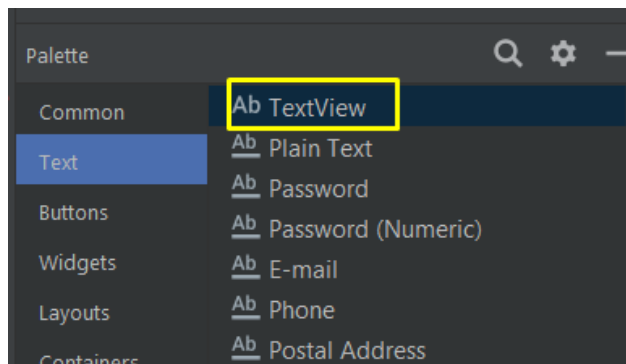 Palette
Common
Text
Buttons
Widgets
Layouts
Containers
Ab TextView
Ab Plain Text
Ab Password
Ab Password (Numeric)
Ab E-mail
Ab Phone
Ab Postal Address